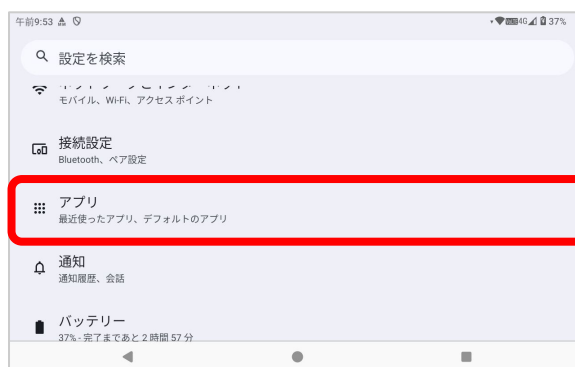 午前9:53
4G 37%
設定を検索
モバイル、Wi-Fi、アクセス ポイント
接続設定
Bluetooth、ペア設定
アプリ
最近使ったアプリ、デフォルトのアプリ
通知
通知履歴、会話
バッテリー
37% - 完了まであと 2 時間 57 分